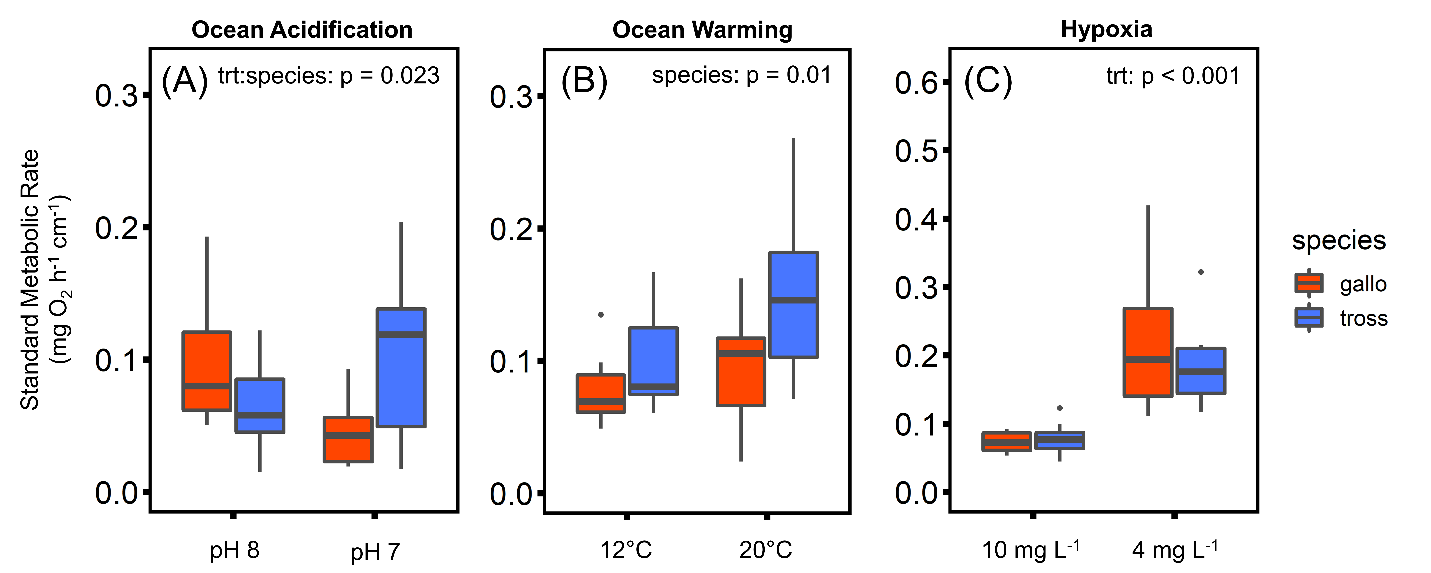 Ocean Acidification
Ocean Warming
Hypoxia
Standard Metabolic Rate
(mg O₂ h⁻¹ cm⁻¹)
(A) trt:species: p = 0.023
0.3
0.2
0.1
0.0
pH 8 pH 7
(B) species: p = 0.01
0.3
0.2
0.1
0.0
12°C 20°C
(C) trt: p < 0.001
0.6
0.5
0.4
0.3
0.2
0.1
0.0
10 mg L⁻¹ 4 mg L⁻¹
species
gallo
tross